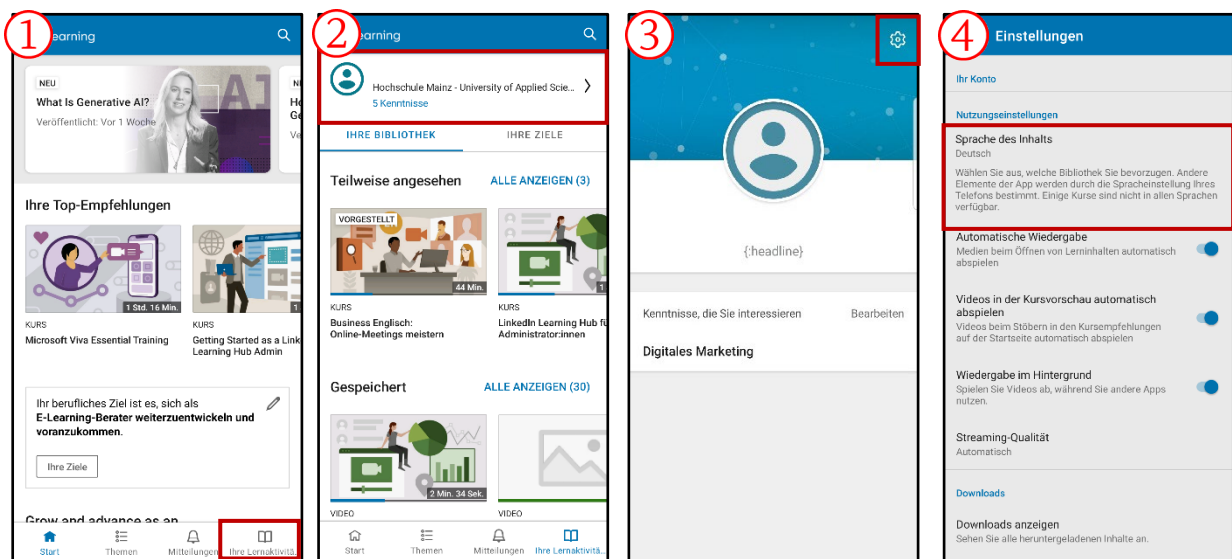 1
earning
NEU
What Is Generative AI?
Veröffentlicht: Vor 1 Woche
Ihre Top-Empfehlungen
1 Std. 16 Min.
KURS
Microsoft Viva Essential Training
KURS
Getting Started as a Link
Learning Hub Admin
Ihr berufliches Ziel ist es, sich als
E-Learning-Berater weiterzuentwickeln und
voranzukommen.
Ihre Ziele
Grow and advance as an
Start
Themen
Mitteilungen
Ihre Lernaktivitä...
2
earning
Hochschule Mainz - University of Applied Scie...
5 Kenntnisse
IHRE BIBLIOTHEK
IHRE ZIELE
Teilweise angesehen
ALLE ANZEIGEN (3)
VORGESTELLT
44 Min.
1
KURS
Business Englisch:
Online-Meetings meistern
KURS
LinkedIn Learning Hub fü
Administrator:innen
Gespeichert
ALLE ANZEIGEN (30)
2 Min. 34 Sek.
VIDEO
VIDEO
Start
Themen
Mitteilungen
Ihre Lernaktivitä...
3
{:headline}
Kenntnisse, die Sie interessieren
Bearbeiten
Digitales Marketing
4
Einstellungen
Ihr Konto
Nutzungseinstellungen
Sprache des Inhalts
Deutsch
Wählen Sie aus, welche Bibliothek Sie bevorzugen. Andere
Elemente der App werden durch die Spracheinstellung Ihres
Telefons bestimmt. Einige Kurse sind nicht in allen Sprachen
verfügbar.
Automatische Wiedergabe
Medien beim Öffnen von Lerninhalten automatisch
abspielen
Videos in der Kursvorschau automatisch
abspielen
Videos beim Stöbern in den Kursempfehlungen
auf der Startseite automatisch abspielen
Wiedergabe im Hintergrund
Spielen Sie Videos ab, während Sie andere Apps
nutzen.
Streaming-Qualität
Automatisch
Downloads
Downloads anzeigen
Sehen Sie alle heruntergeladenen Inhalte an.